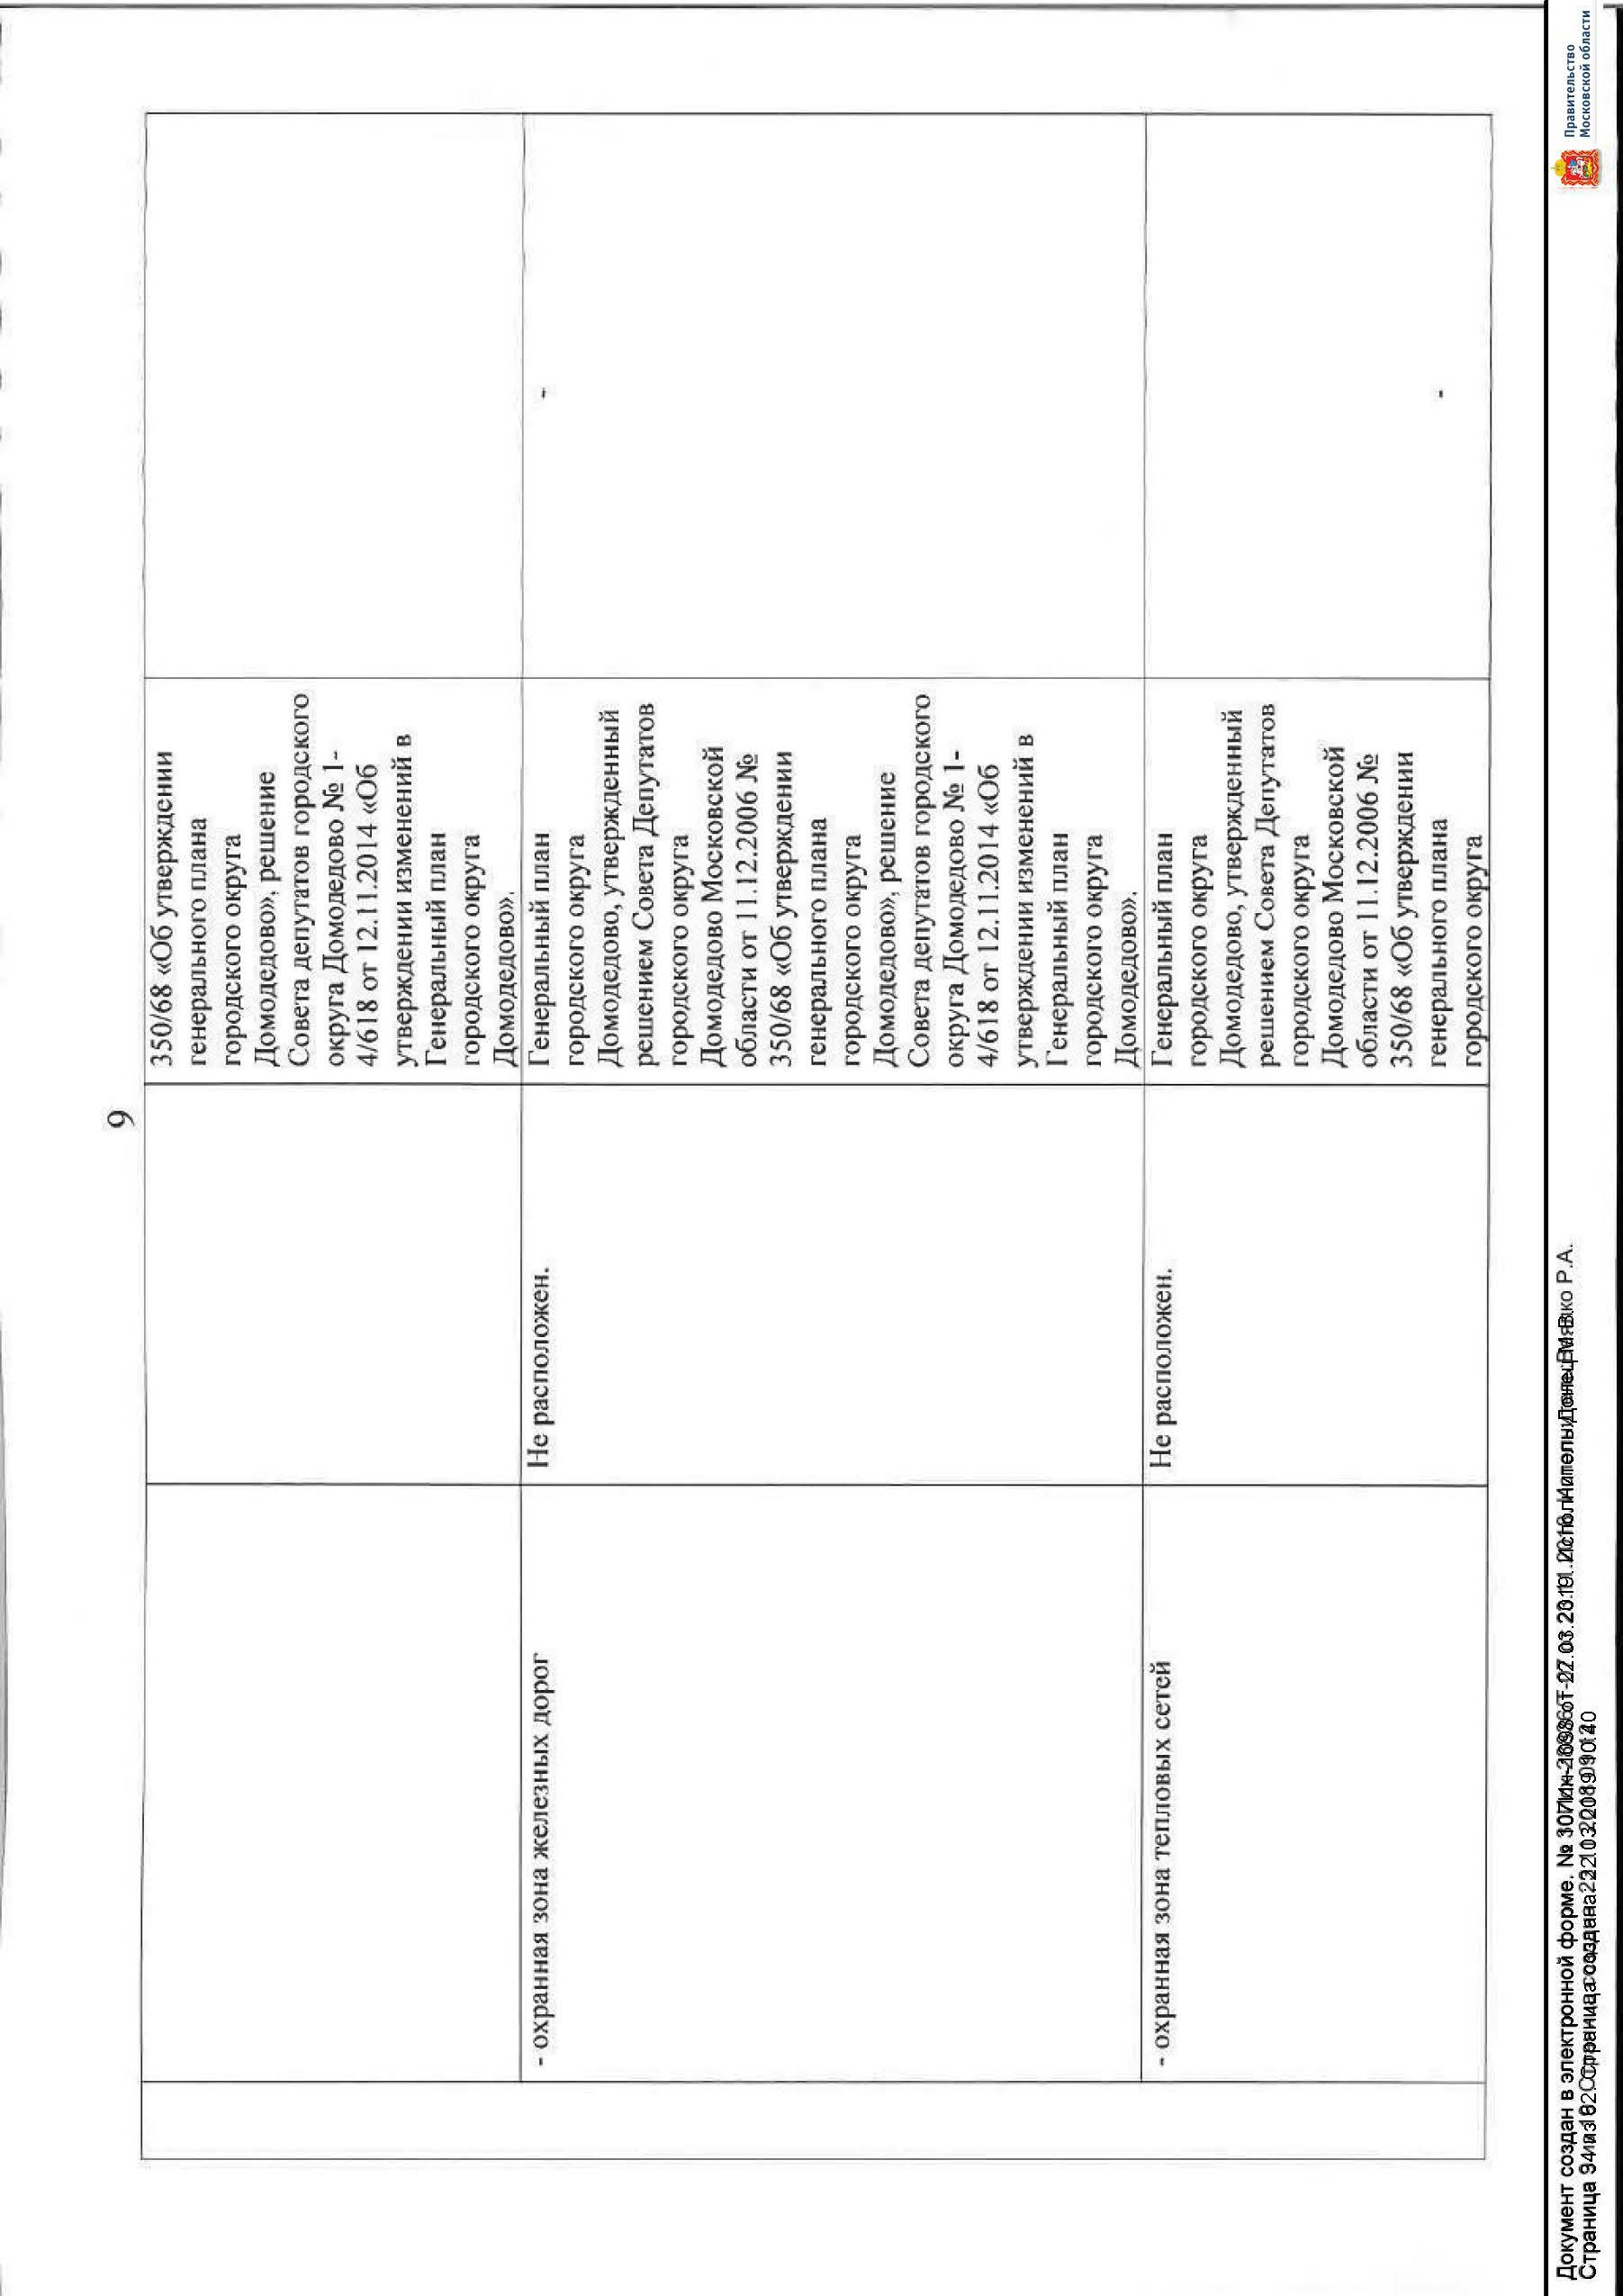 9
350/68 «Об утверждении
генерального плана
городского округа
Домодедово», решение
Совета депутатов городского
округа Домодедово № 1-
4/618 от 12.11.2014 «Об
утверждении изменений в
Генеральный план
городского округа
Домодедово».
- охранная зона железных дорог
Не расположен.
Генеральный план
городского округа
Домодедово, утвержденный
решением Совета Депутатов
городского округа
Домодедово Московской
области от 11.12.2006 №
350/68 «Об утверждении
генерального плана
городского округа
Домодедово», решение
Совета депутатов городского
округа Домодедово № 1-
4/618 от 12.11.2014 «Об
утверждении изменений в
Генеральный план
городского округа
Домодедово».
-
- охранная зона тепловых сетей
Не расположен.
Генеральный план
городского округа
Домодедово, утвержденный
решением Совета Депутатов
городского округа
Домодедово Московской
области от 11.12.2006 №
350/68 «Об утверждении
генерального плана
городского округа
-
Документ создан в электронной форме. №
Страница
Правительство
Московской области